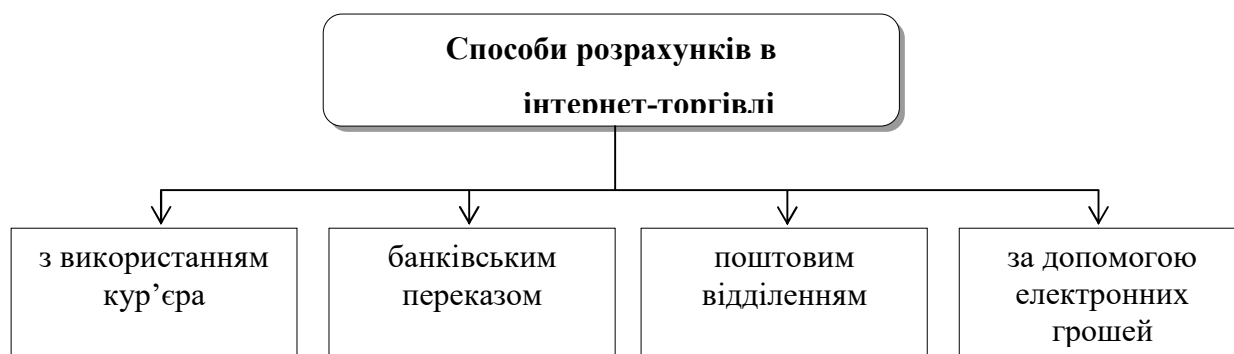 Способи розрахунків в
інтернет-торгівлі
з використанням
кур’єра
банківським
переказом
поштовим
відділенням
за допомогою
електронних
грошей